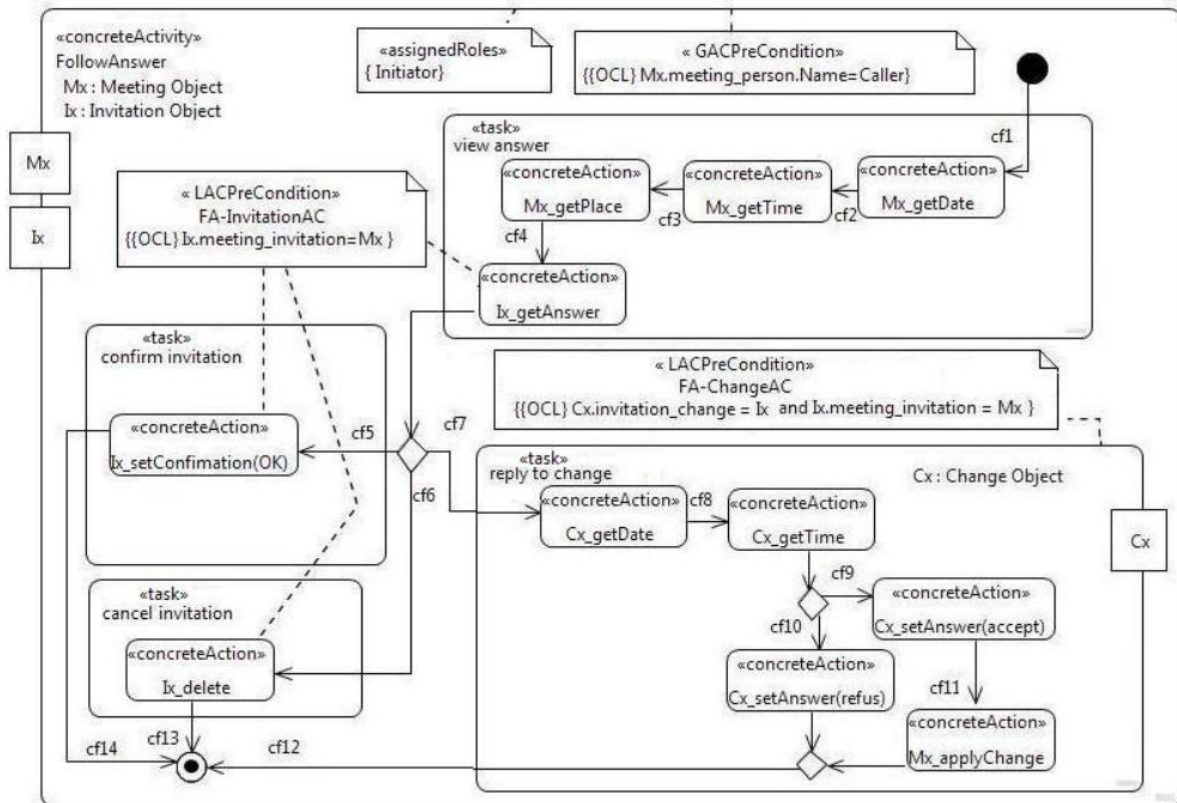 «concreteActivity»
FollowAnswer
Mx : Meeting Object
Ix : Invitation Object
«assignedRoles»
{ Initiator}
« GACPreCondition»
{{OCL} Mx.meeting_person.Name=Caller}
Mx
Ix
«task»
view answer
cf1
«concreteAction»
Mx_getPlace
cf3
«concreteAction»
Mx_getTime
cf2
«concreteAction»
Mx_getDate
cf4
«concreteAction»
Ix_getAnswer
« LACPreCondition»
FA-InvitationAC
{{OCL} Ix.meeting_invitation=Mx }
«task»
confirm invitation
«concreteAction»
Ix_setConfimation(OK)
cf5
cf7
cf6
« LACPreCondition»
FA-ChangeAC
{{OCL} Cx.invitation_change = Ix and Ix.meeting_invitation = Mx }
«task»
reply to change
Cx : Change Object
Cx
«concreteAction»
Cx_getDate
cf8
«concreteAction»
Cx_getTime
cf9
«concreteAction»
Cx_setAnswer(accept)
cf10
«concreteAction»
Cx_setAnswer(refus)
cf11
«concreteAction»
Mx_applyChange
«task»
cancel invitation
«concreteAction»
Ix_delete
cf14
cf13
cf12